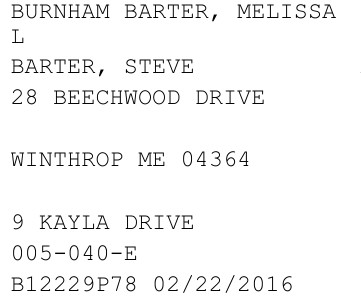 BURNHAM BARTER, MELISSA
L
BARTER, STEVE
28 BEECHWOOD DRIVE
WINTHROP ME 04364
9 KAYLA DRIVE
005-040-E
B12229P78 02/22/2016